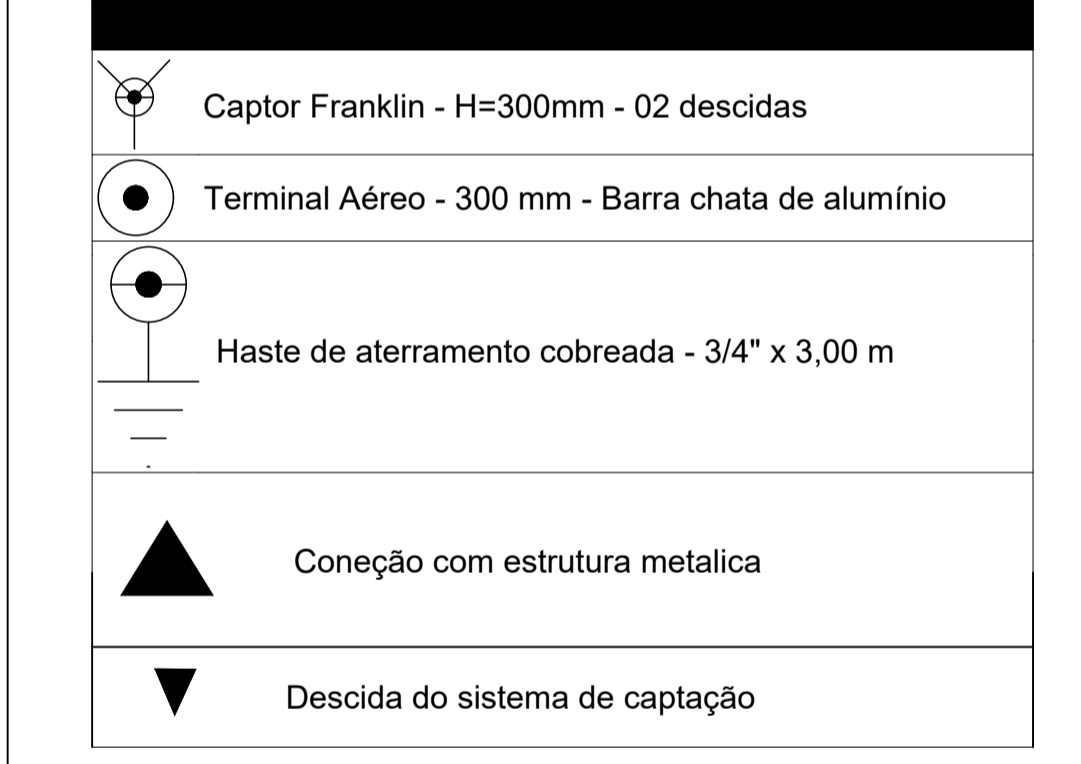 Captor Franklin - H=300mm - 02 descidas
Terminal Aéreo - 300 mm - Barra chata de alumínio
Haste de aterramento cobreada - 3/4" x 3,00 m
Coneção com estrutura metalica
Descida do sistema de captação